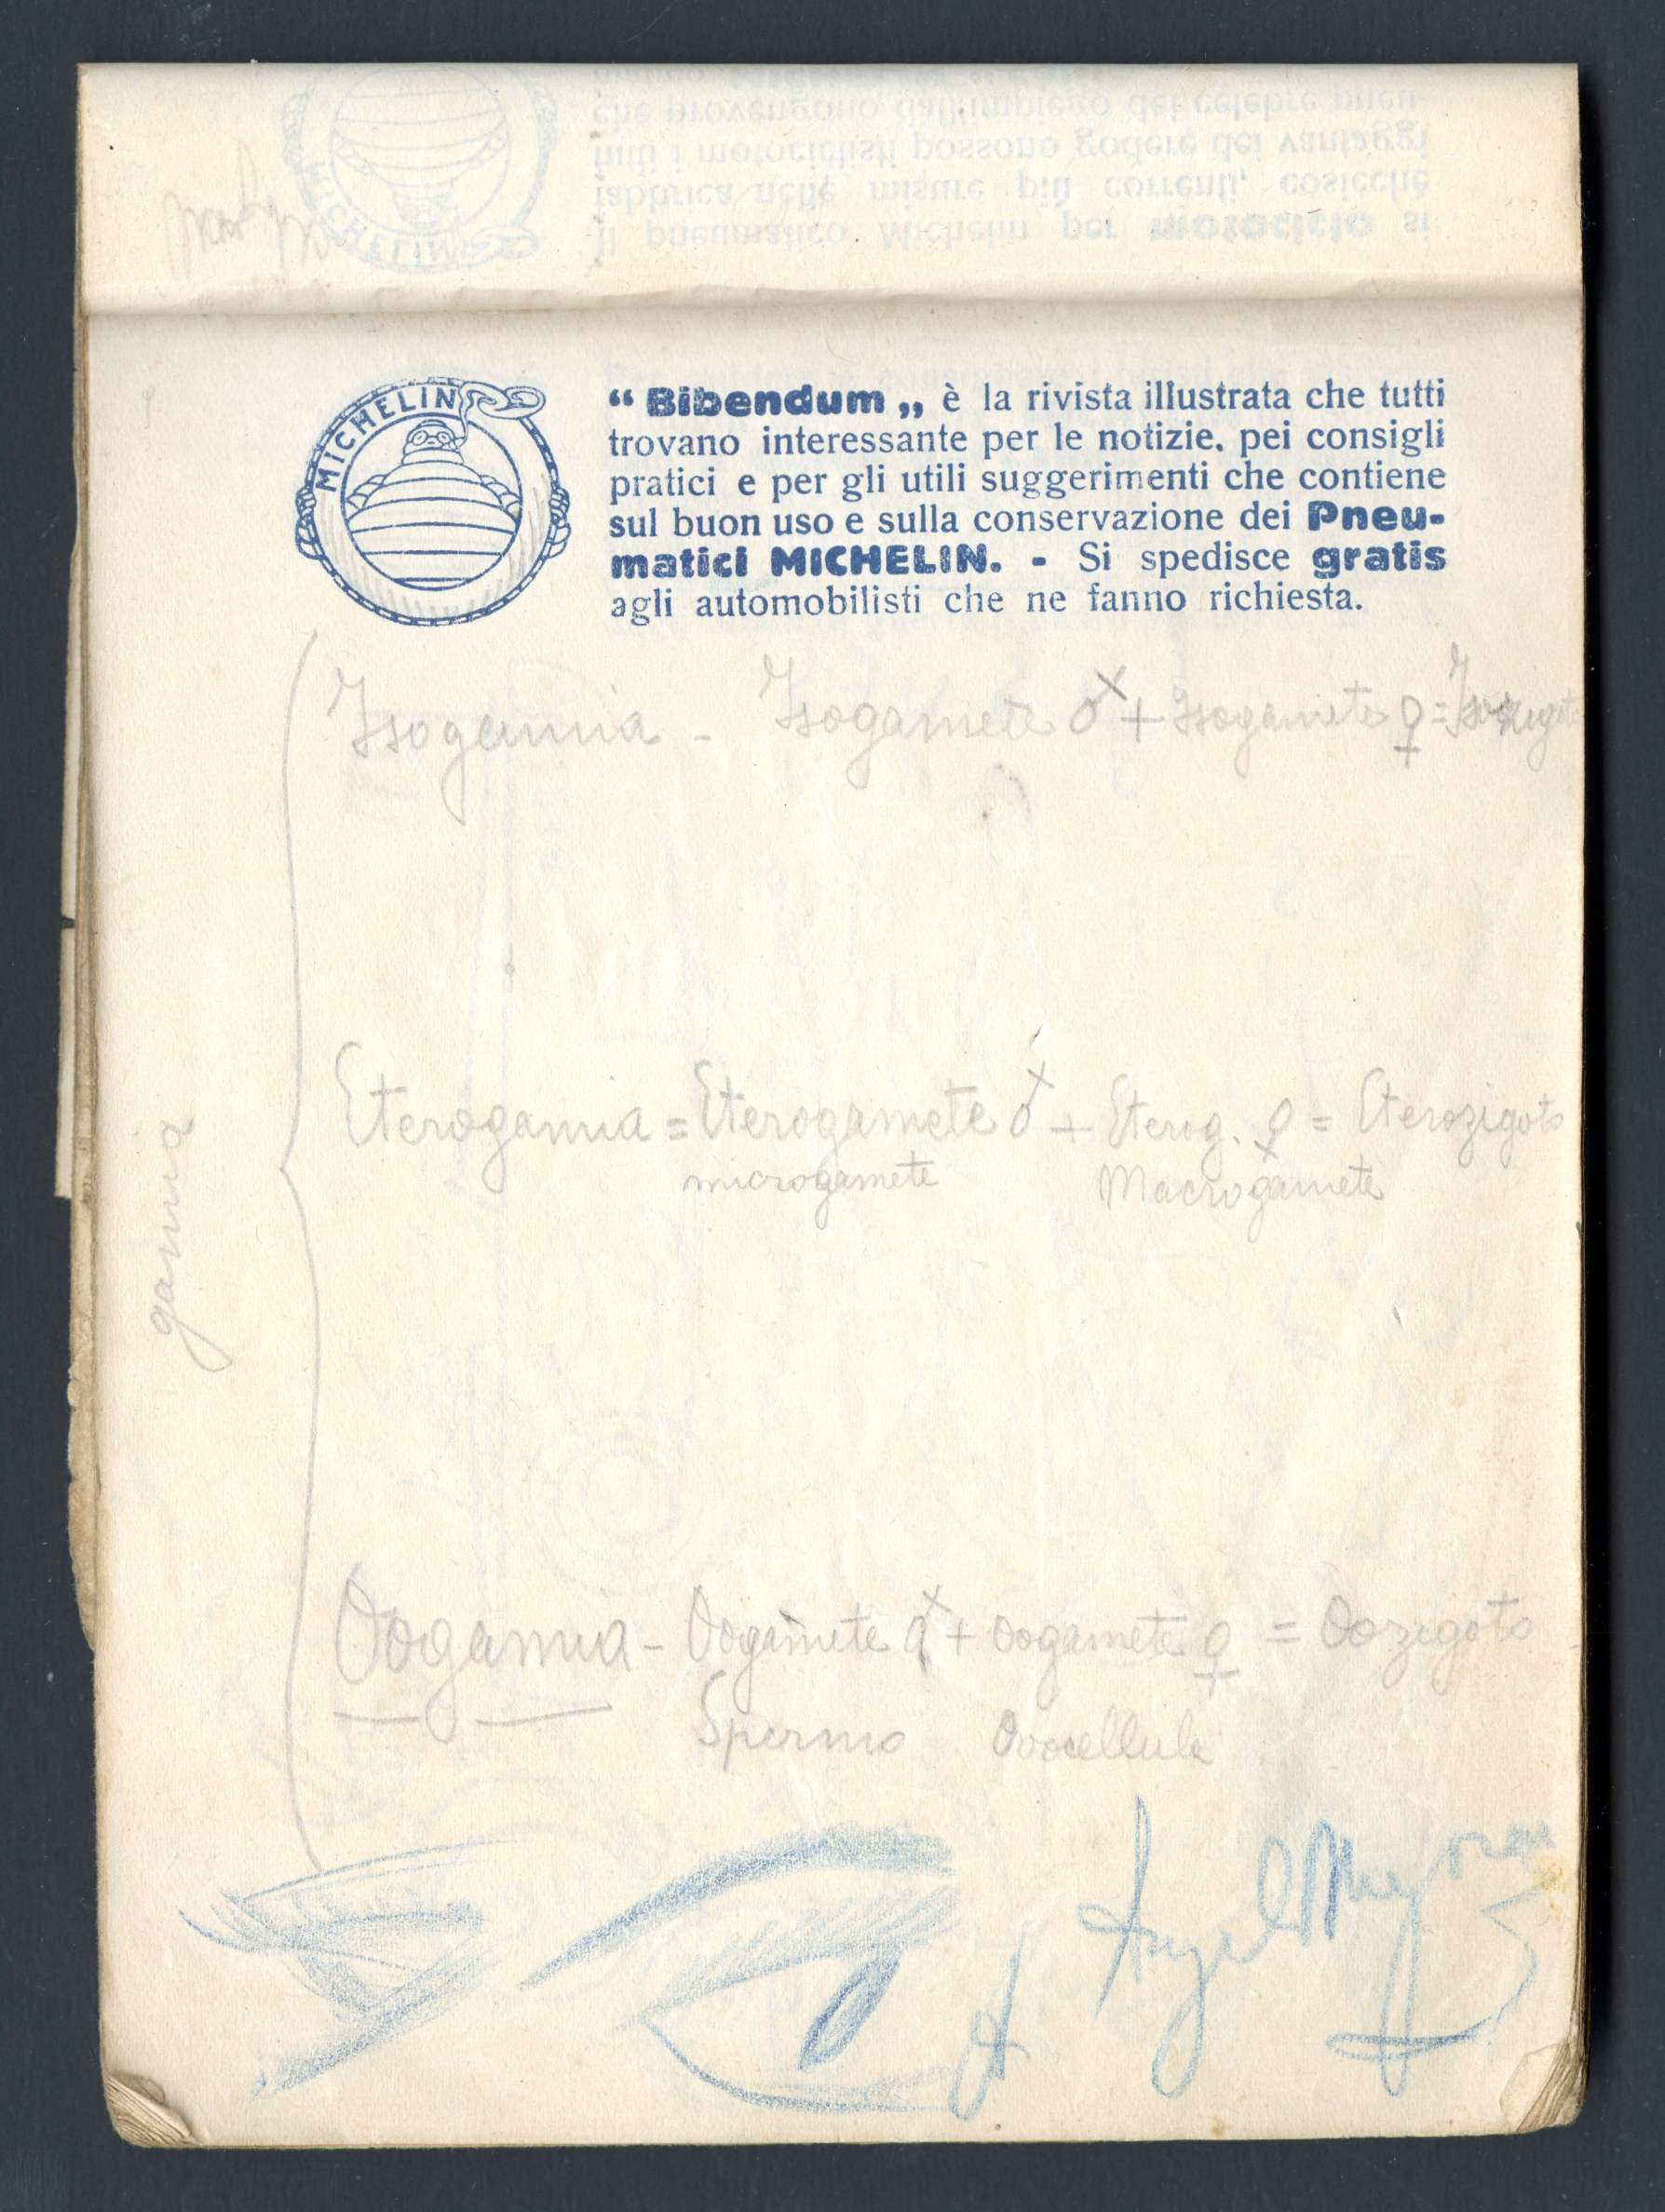 MICHELIN
“ Bibendum „ è la rivista illustrata che tutti
trovano interessante per le notizie. pei consigli
pratici e per gli utili suggerimenti che contiene
sul buon uso e sulla conservazione dei Pneu-
matici MICHELIN. - Si spedisce gratis
agli automobilisti che ne fanno richiesta.
Isogamia - Isogamete ♂ + Isogamete ♀ =
gamia
Eterogamia = Eterogamete ♂ + Eterog. ♀ = Eterozigoto
microgamete Macrogamete
Oogamia - Oogamete ♂ + oogamete ♀ = Oozigoto
Spermio Ovocellula